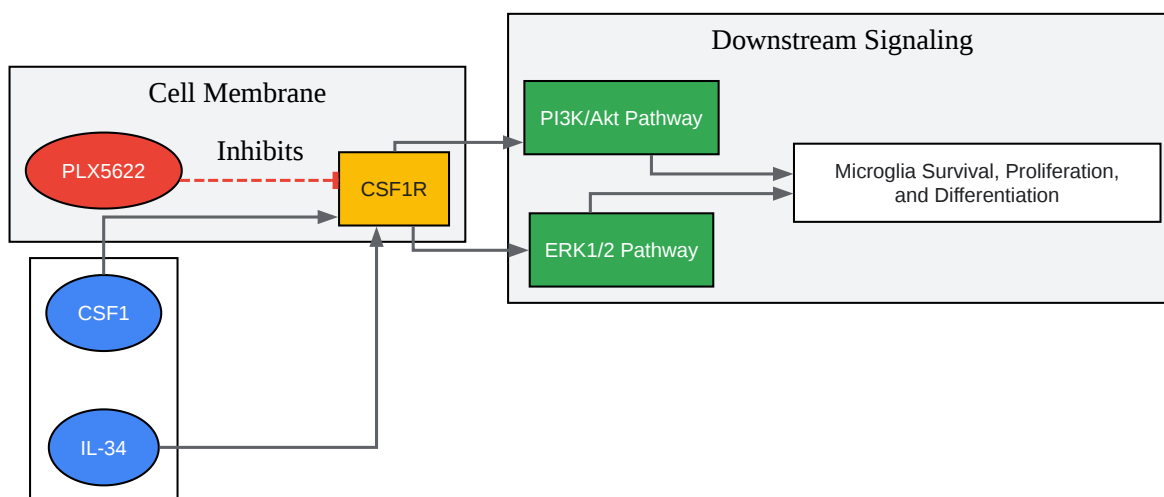 Downstream Signaling
Cell Membrane
PI3K/Akt Pathway
Inhibits
PLX5622
CSF1R
Microglia Survival, Proliferation,
and Differentiation
ERK1/2 Pathway
CSF1
IL-34